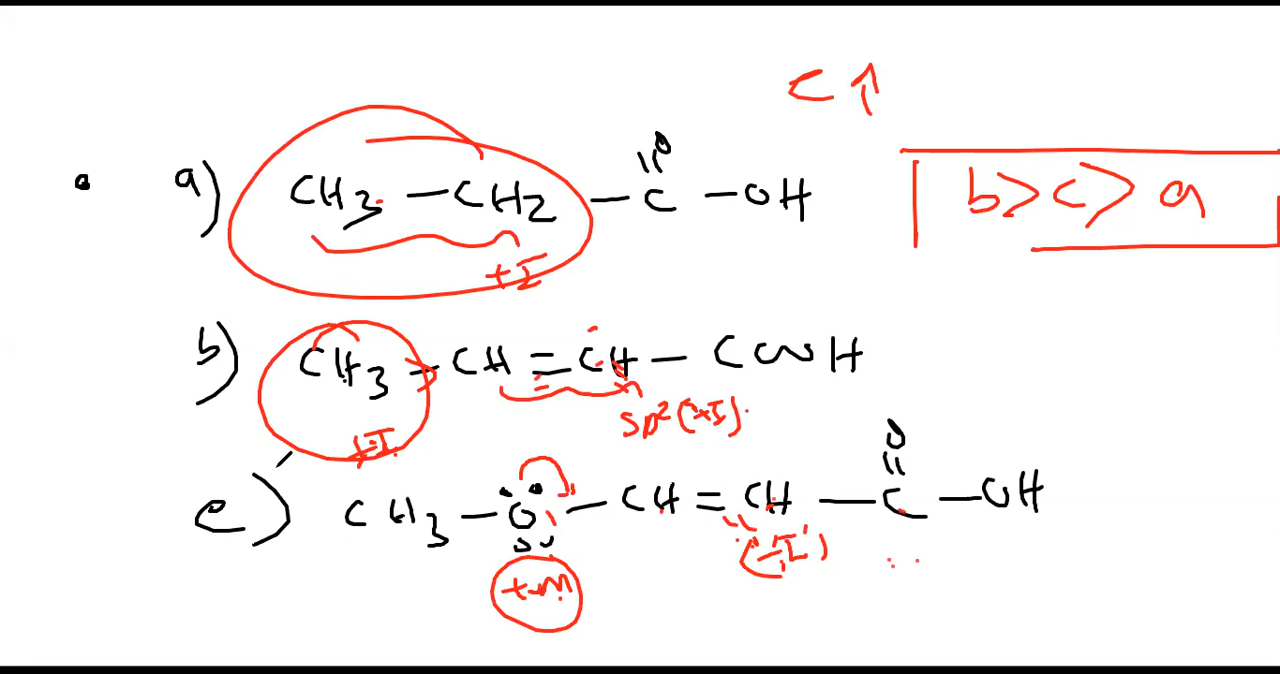 C ↑
a) CH3 - CH2 - C - OH
O
b > c > a
+I
b) CH3 - CH = CH - COOH
+I
sp² (-I)
c) CH3 - O - CH = CH - C - OH
O
(-I)
+M